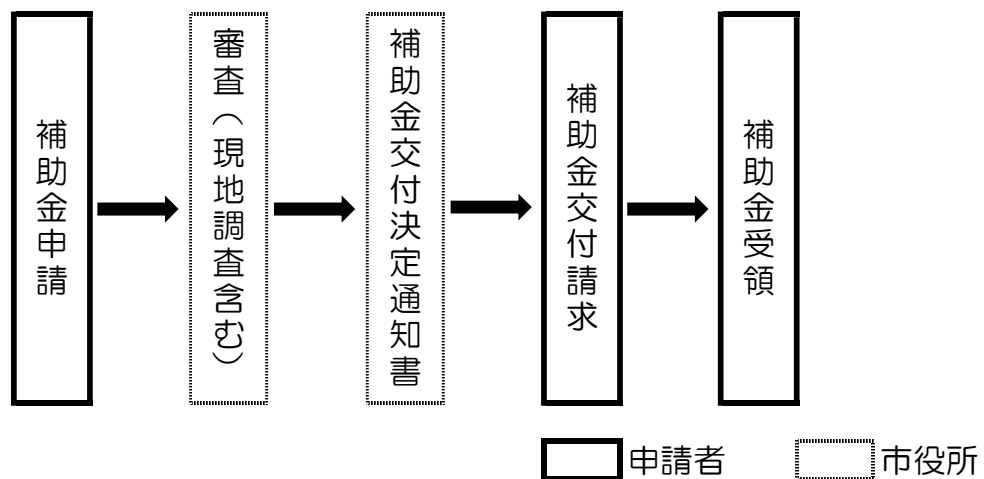 補助金申請
審査（現地調査含む）
補助金交付決定通知書
補助金交付請求
補助金受領
申請者
市役所